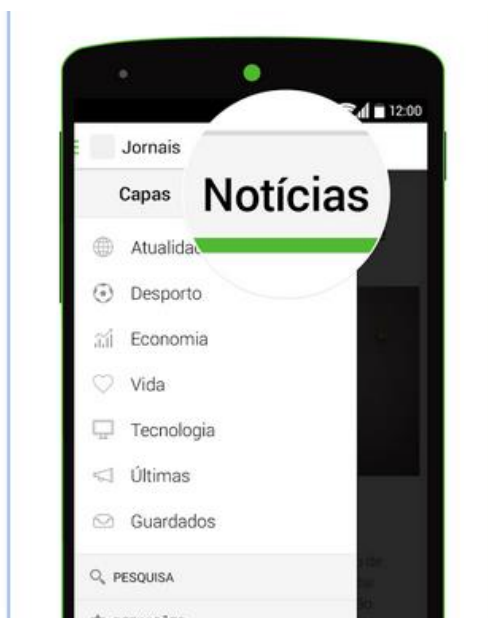 12:00
Jornais
Capas
Notícias
Desporto
Economia
Vida
Tecnologia
Últimas
Guardados
PESQUISA